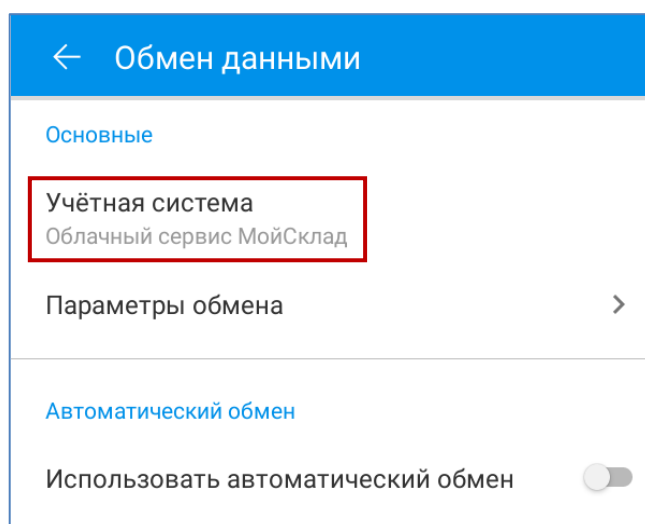 Обмен данными
Основные
Учётная система
Облачный сервис МойСклад
Параметры обмена
Автоматический обмен
Использовать автоматический обмен